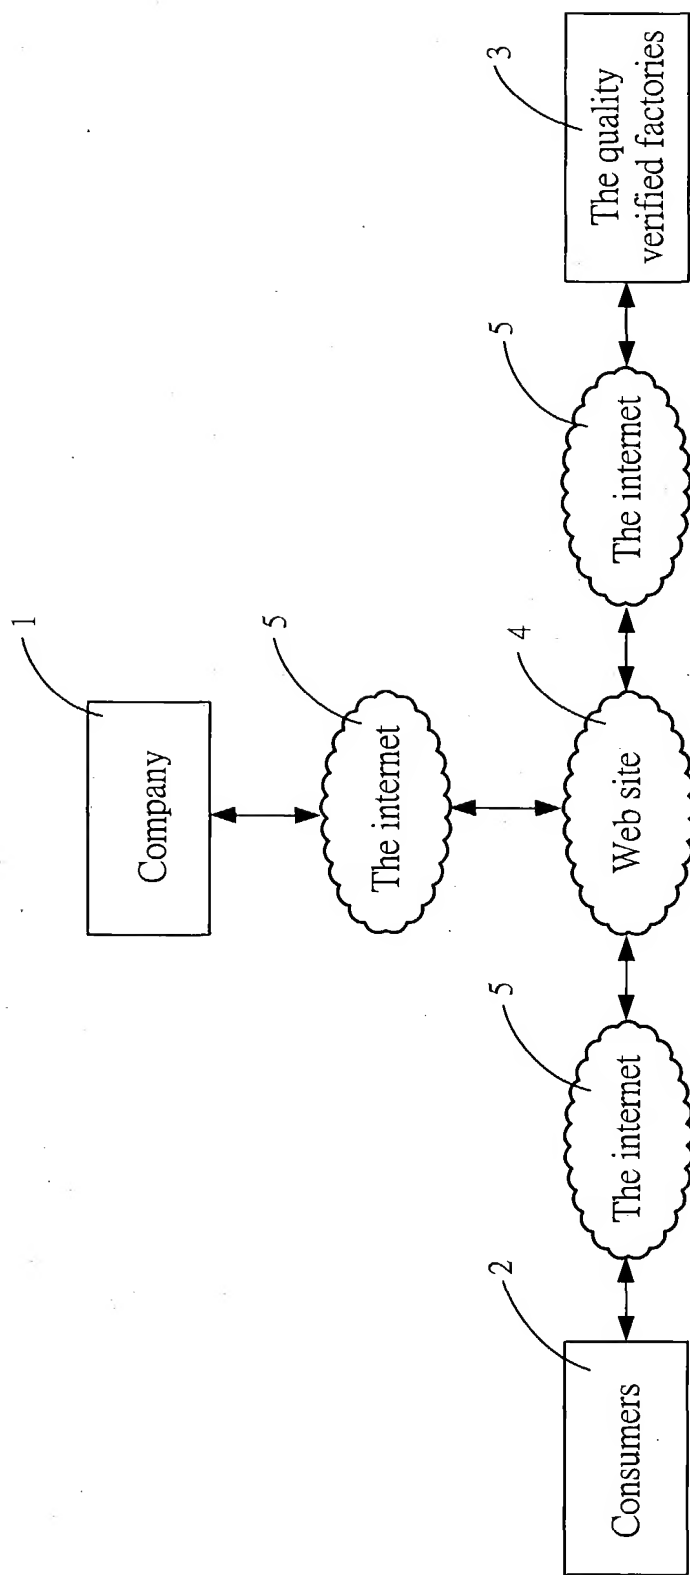 1
Company
5
The internet
2
Consumers
5
The internet
4
Web site
5
The internet
3
The quality
verified factories